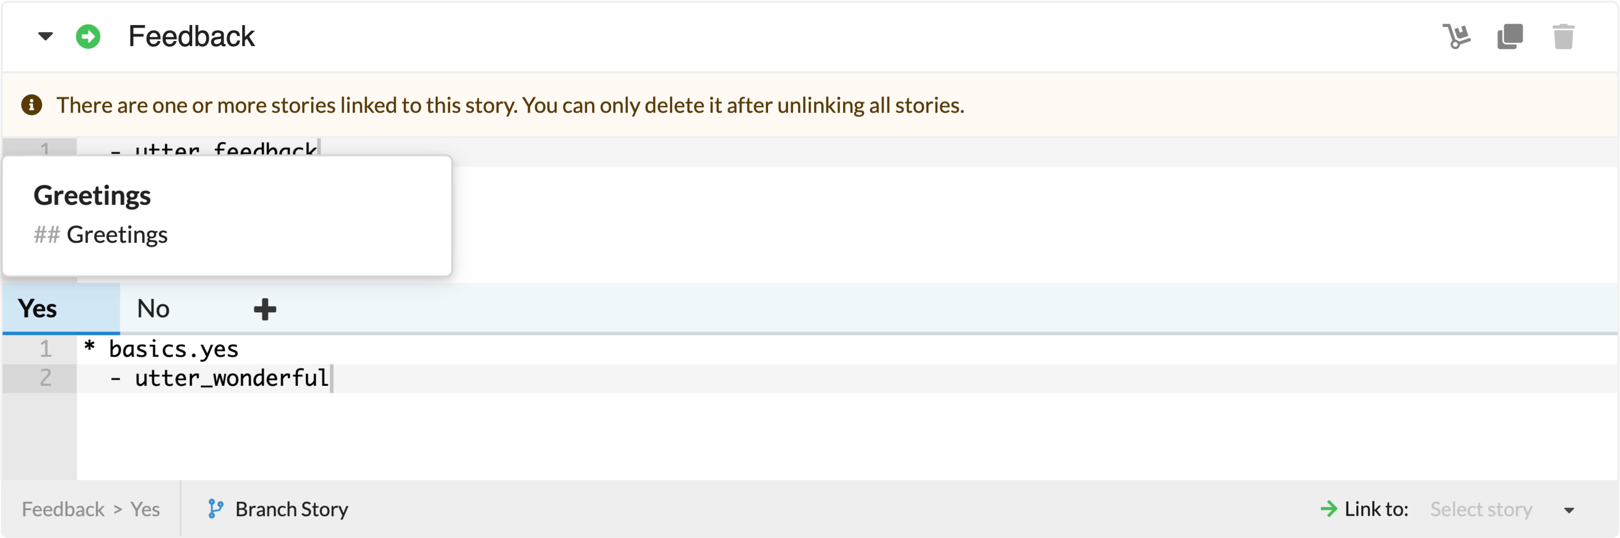 Feedback
There are one or more stories linked to this story. You can only delete it after unlinking all stories.
1 - utter_feedback
Greetings
## Greetings
Yes No +
1 * basics.yes
2 - utter_wonderful
Feedback > Yes Branch Story → Link to: Select story